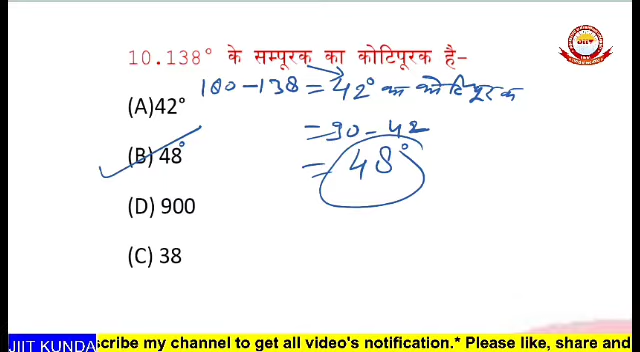 10.138° के सम्पूरक का कोटिपूरक है-
180-138 = 42° का कोटिपूरक
(A)42°
= 90-42
(B) 48°
= 48°
(D) 900
(C) 38
JIIT KUNDA
scribe my channel to get all video's notification.* Please like, share and